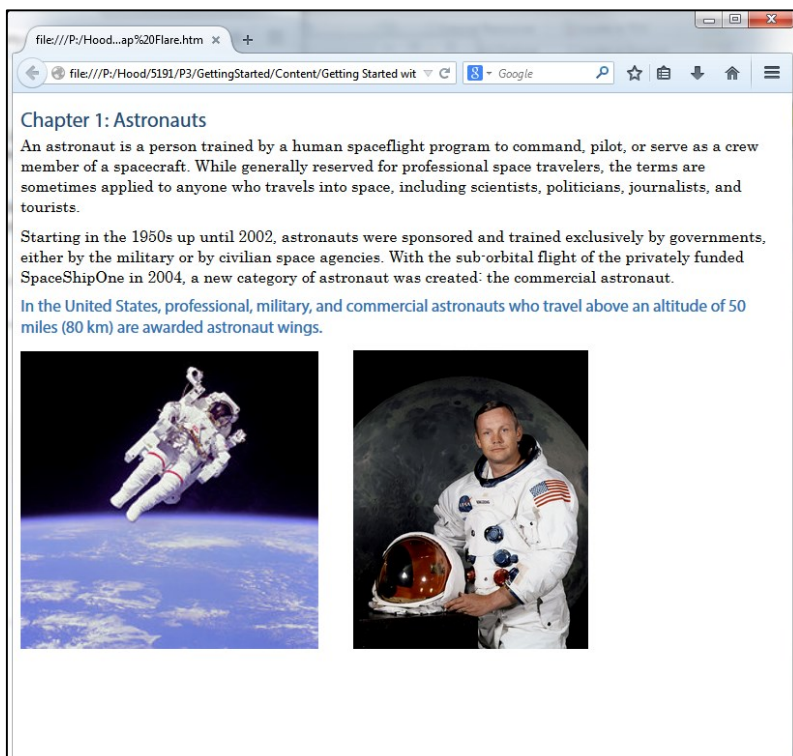 file:///P:/Hood...ap%20Flare.htm
file:///P:/Hood/5191/P3/GettingStarted/Content/Getting Started wit
Google
Chapter 1: Astronauts
An astronaut is a person trained by a human spaceflight program to command, pilot, or serve as a crew
member of a spacecraft. While generally reserved for professional space travelers, the terms are
sometimes applied to anyone who travels into space, including scientists, politicians, journalists, and
tourists.
Starting in the 1950s up until 2002, astronauts were sponsored and trained exclusively by governments,
either by the military or by civilian space agencies. With the sub-orbital flight of the privately funded
SpaceShipOne in 2004, a new category of astronaut was created: the commercial astronaut.
In the United States, professional, military, and commercial astronauts who travel above an altitude of 50
miles (80 km) are awarded astronaut wings.